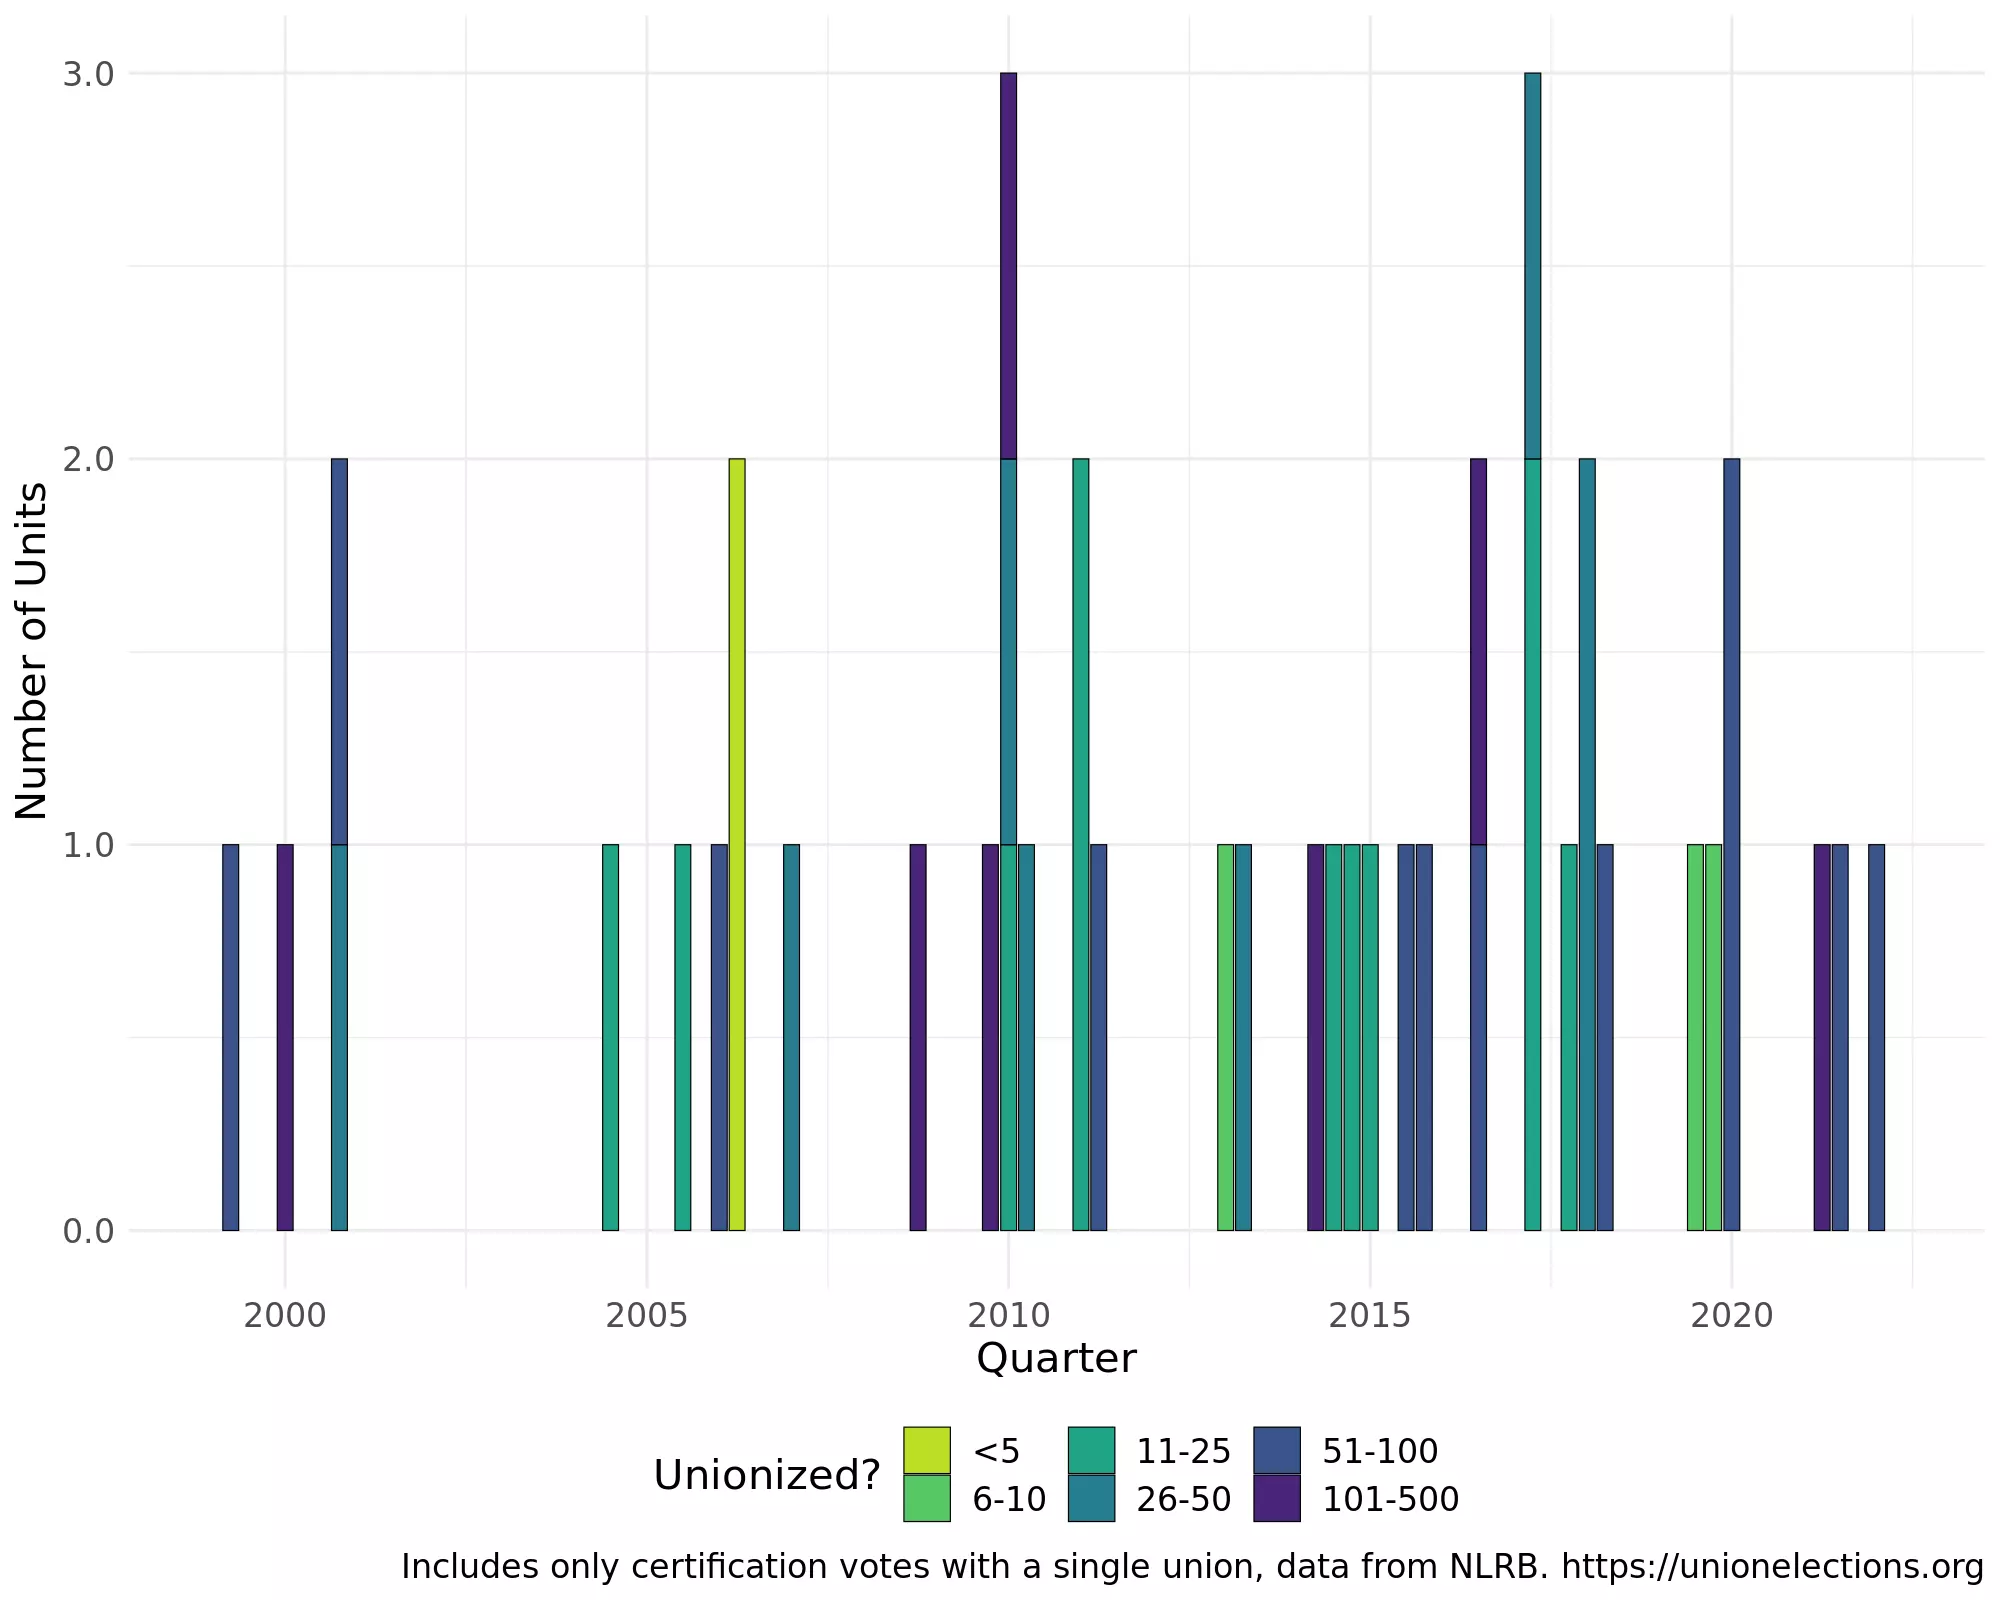 3.0
2.0
1.0
0.0
Number of Units
2000 2005 2010 2015 2020
Quarter
Unionized?
<5 11-25 51-100
6-10 26-50 101-500
Includes only certification votes with a single union, data from NLRB. https://unionelections.org